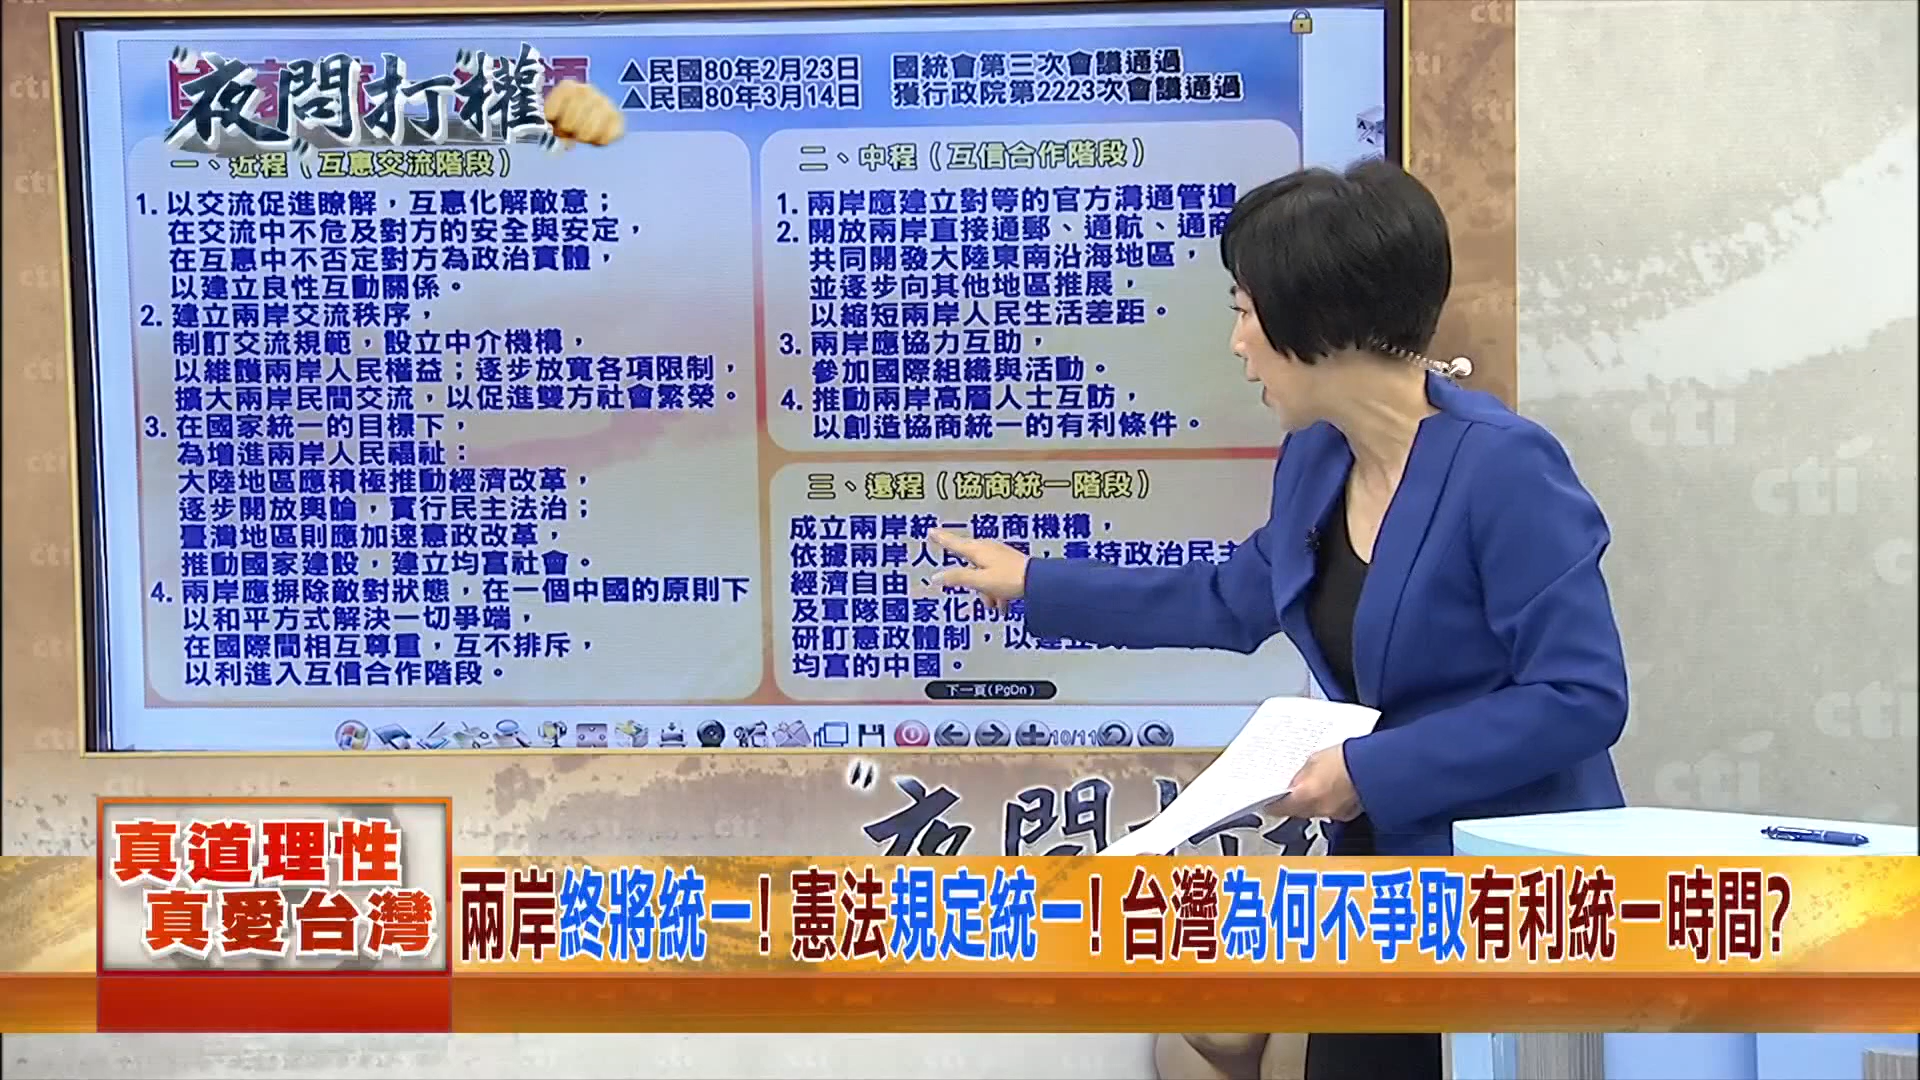 "夜問打"權"
▲民國80年2月23日 國統會第三次會議通過
▲民國80年3月14日 獲行政院第2223次會議通過
一、近程(互惠交流階段)
1. 以交流促進瞭解，互惠化解敵意；
在交流中不危及對方的安全與安定，
在互惠中不否定對方為政治實體，
以建立良性互動關係。
2. 建立兩岸交流秩序，
制訂交流規範，設立中介機構，
以維護兩岸人民權益；逐步放寬各項限制，
擴大兩岸民間交流，以促進雙方社會繁榮。
3. 在國家統一的目標下，
為增進兩岸人民福祉：
大陸地區應積極推動經濟改革，
逐步開放輿論，實行民主法治；
臺灣地區則應加速憲政改革，
推動國家建設，建立均富社會。
4. 兩岸應摒除敵對狀態，在一個中國的原則下
以和平方式解決一切爭端，
在國際間相互尊重，互不排斥，
以利進入互信合作階段。
二、中程(互信合作階段)
1. 兩岸應建立對等的官方溝通管道
2. 開放兩岸直接通郵、通航、通商
共同開發大陸東南沿海地區，
並逐步向其他地區推展，
以縮短兩岸人民生活差距。
3. 兩岸應協力互助，
參加國際組織與活動。
4. 推動兩岸高層人士互訪，
以創造協商統一的有利條件。
三、遠程(協商統一階段)
成立兩岸統一協商機構，
依據兩岸人民 ，秉持政治民主
經濟自由、
及軍隊國家化的原
研訂憲政體制，以建立
均富的中國。
下一頁(PgDn)
10/11
"夜問打
真道理性
真愛台灣
兩岸終將統一!憲法規定統一!台灣為何不爭取有利統一時間?
cti
cti
cti
cti